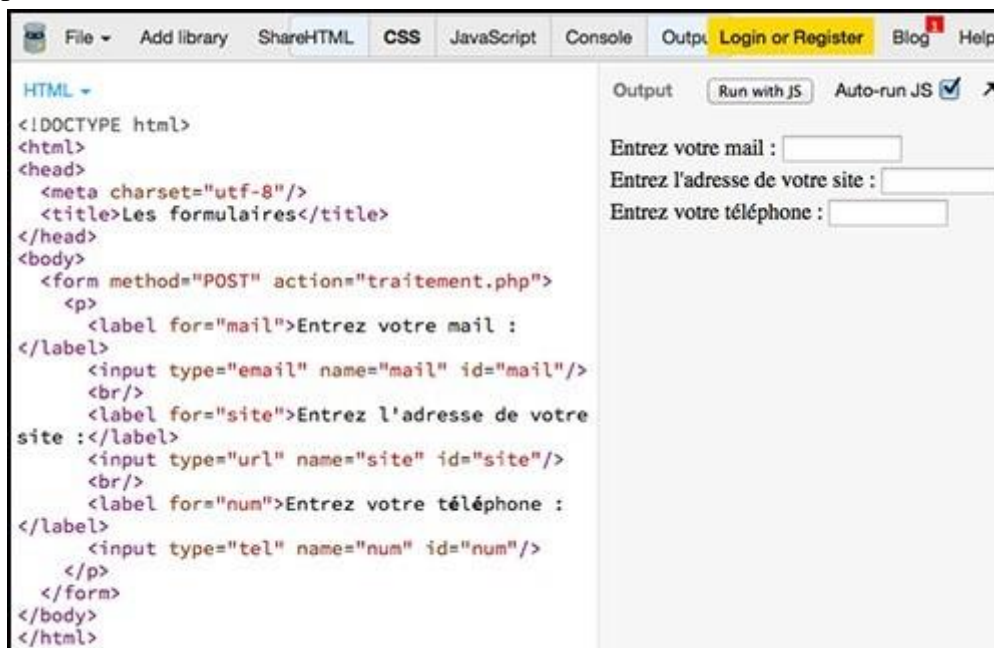 File Add library ShareHTML CSS JavaScript Console Outpu Login or Register Blog 1 Help
HTML
Output Run with JS Auto-run JS
<!DOCTYPE html>
<html>
<head>
<meta charset="utf-8"/>
<title>Les formulaires</title>
</head>
<body>
<form method="POST" action="traitement.php">
<p>
<label for="mail">Entrez votre mail :
</label>
<input type="email" name="mail" id="mail"/>
<br/>
<label for="site">Entrez l'adresse de votre
site :</label>
<input type="url" name="site" id="site"/>
<br/>
<label for="num">Entrez votre téléphone :
</label>
<input type="tel" name="num" id="num"/>
</p>
</form>
</body>
</html>
Entrez votre mail :
Entrez l'adresse de votre site :
Entrez votre téléphone :